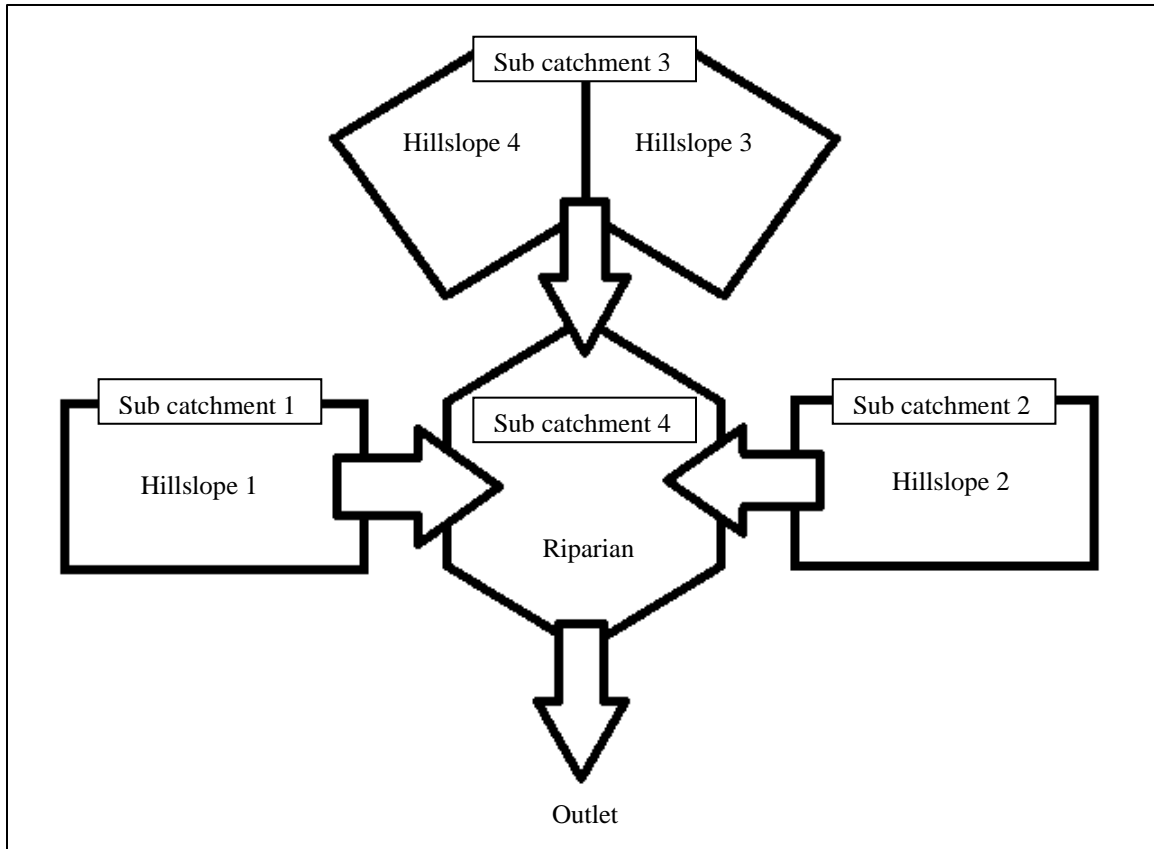 Sub catchment 3
Hillslope 4
Hillslope 3
Sub catchment 1
Sub catchment 2
Sub catchment 4
Hillslope 1
Hillslope 2
Riparian
Outlet